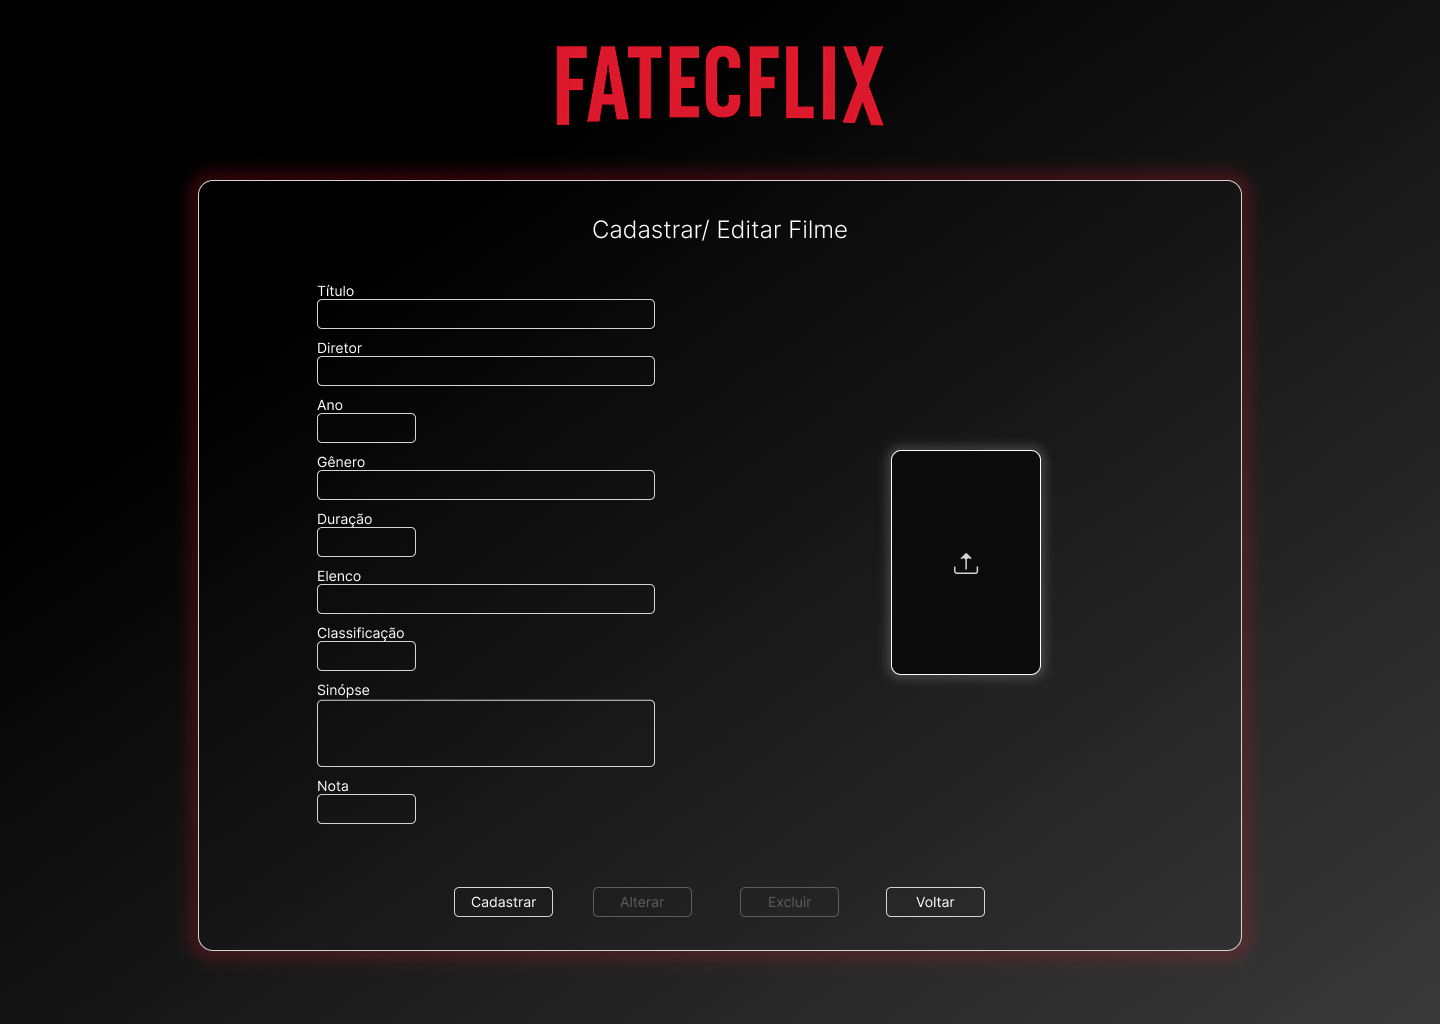 FATECFLIX
Cadastrar/ Editar Filme
Título
Diretor
Ano
Gênero
Duração
Elenco
Classificação
Sinópse
Nota
Cadastrar
Alterar
Excluir
Voltar